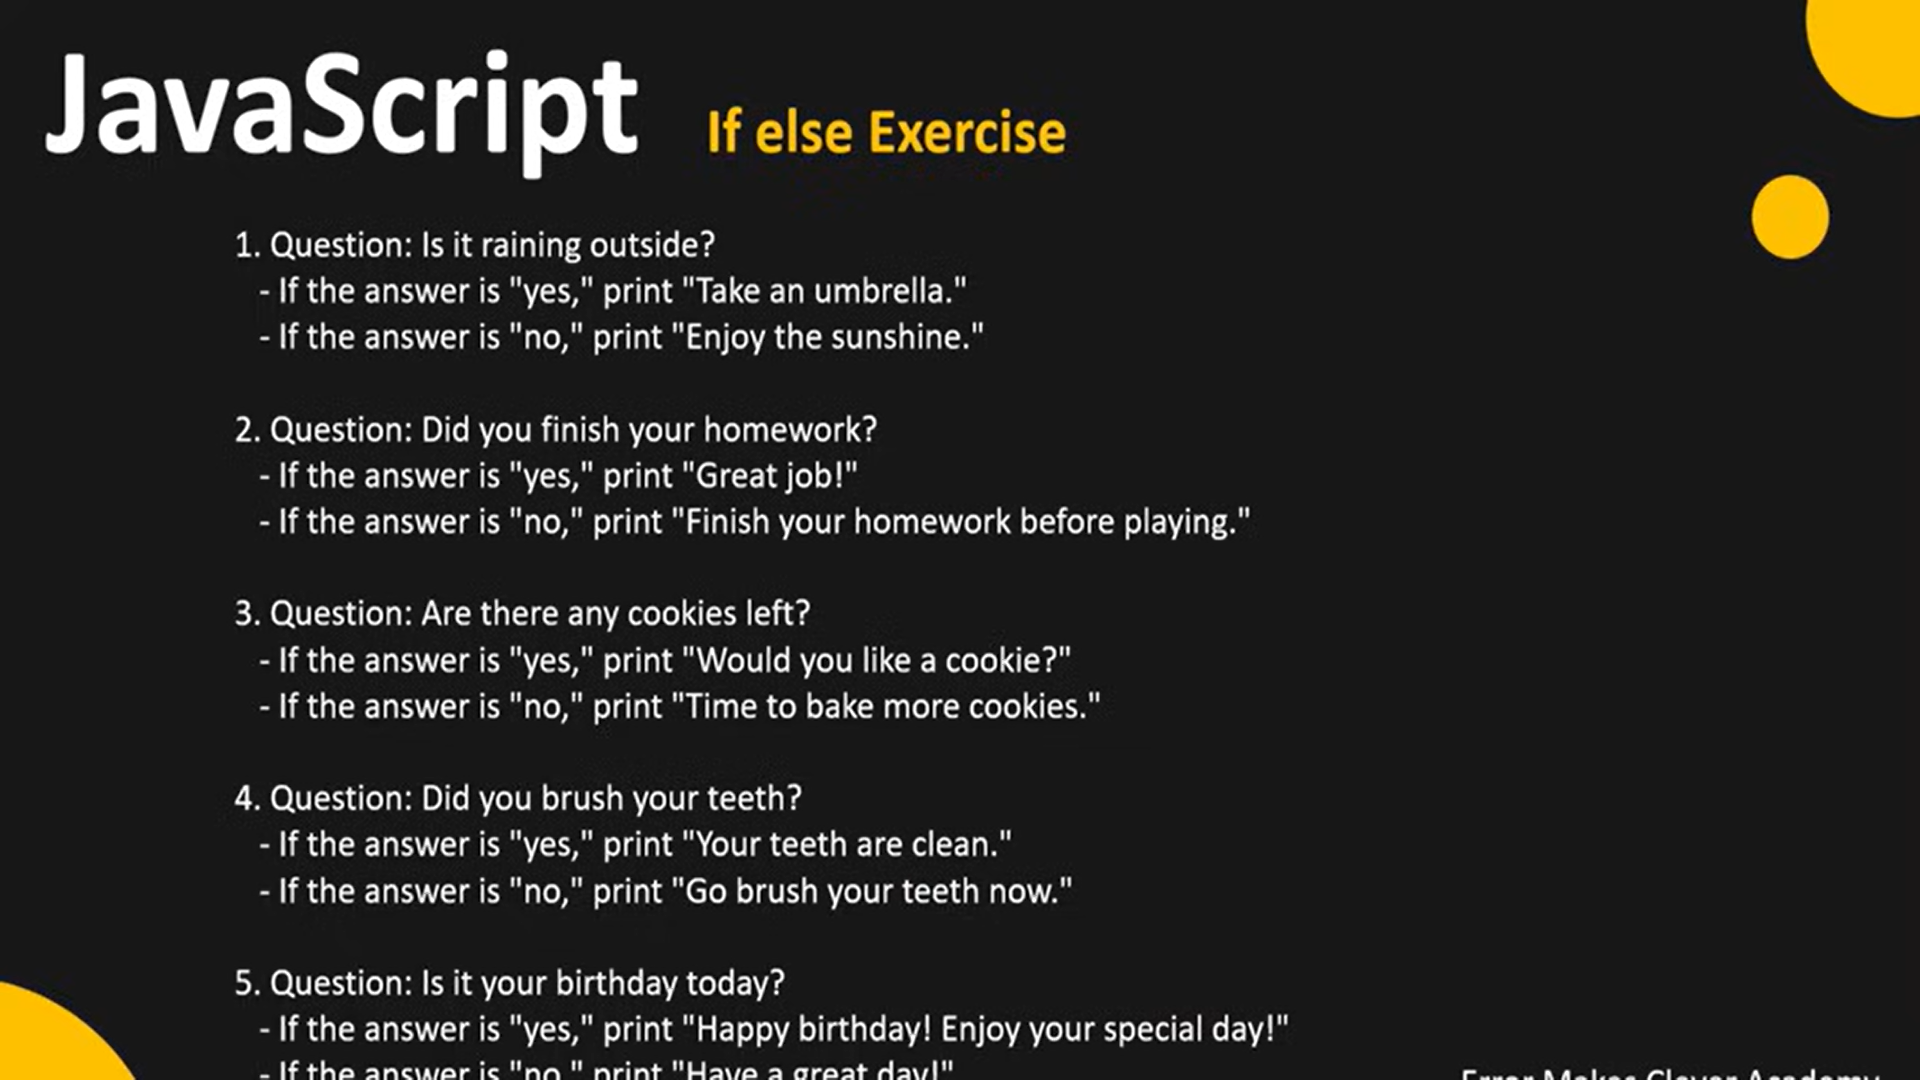 JavaScript If else Exercise
1. Question: Is it raining outside?
- If the answer is "yes," print "Take an umbrella."
- If the answer is "no," print "Enjoy the sunshine."
2. Question: Did you finish your homework?
- If the answer is "yes," print "Great job!"
- If the answer is "no," print "Finish your homework before playing."
3. Question: Are there any cookies left?
- If the answer is "yes," print "Would you like a cookie?"
- If the answer is "no," print "Time to bake more cookies."
4. Question: Did you brush your teeth?
- If the answer is "yes," print "Your teeth are clean."
- If the answer is "no," print "Go brush your teeth now."
5. Question: Is it your birthday today?
- If the answer is "yes," print "Happy birthday! Enjoy your special day!"
- If the answer is "no," print "Have a great day!"
Error Makes Clever Academy